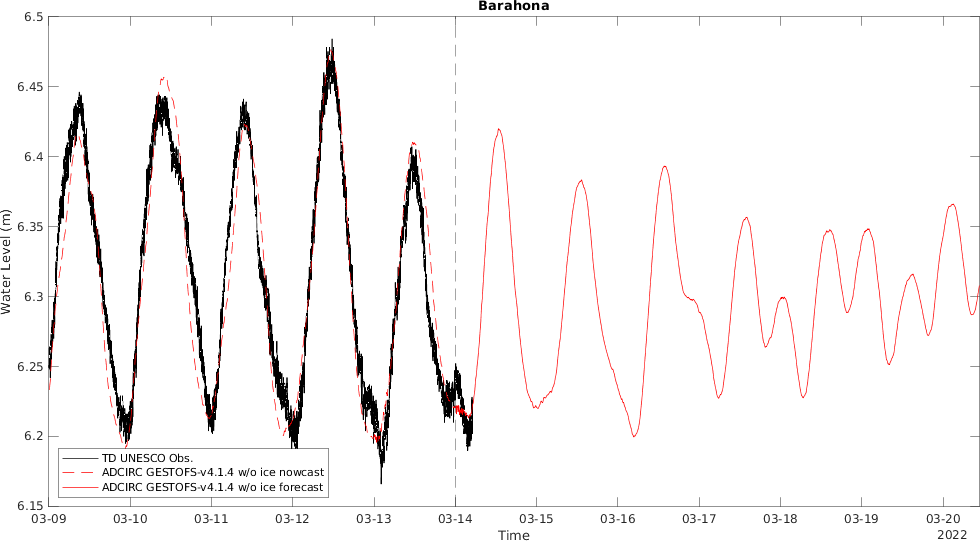 Barahona
6.5
6.45
6.4
6.35
6.3
6.25
6.2
6.15
Water Level (m)
TD UNESCO Obs.
ADCIRC GESTOFS-v4.1.4 w/o ice nowcast
ADCIRC GESTOFS-v4.1.4 w/o ice forecast
03-09 03-10 03-11 03-12 03-13 03-14 03-15 03-16 03-17 03-18 03-19 03-20
Time
2022